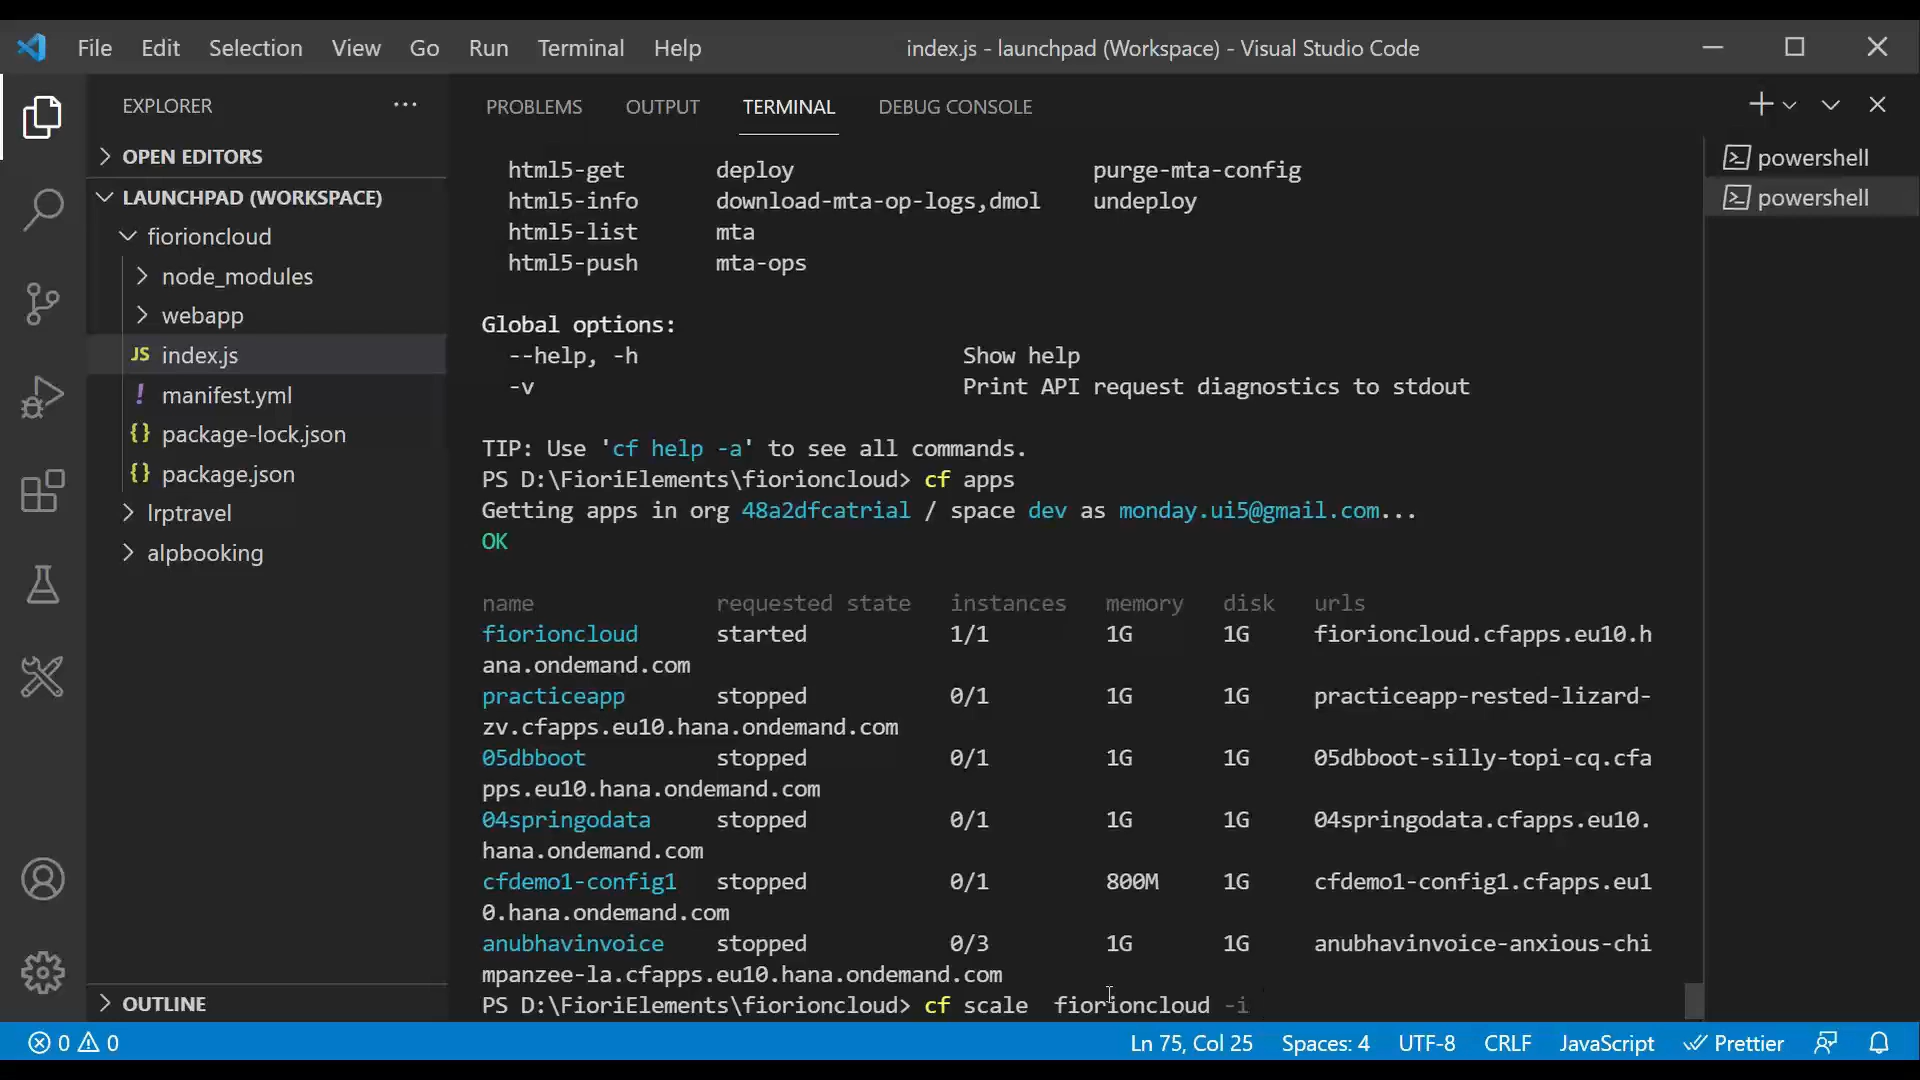 File Edit Selection View Go Run Terminal Help index.js - launchpad (Workspace) - Visual Studio Code
EXPLORER
OPEN EDITORS
LAUNCHPAD (WORKSPACE)
fiorioncloud
node_modules
webapp
JS index.js
! manifest.yml
{} package-lock.json
{} package.json
lrptravel
alpbooking
OUTLINE
PROBLEMS OUTPUT TERMINAL DEBUG CONSOLE
html5-get deploy purge-mta-config
html5-info download-mta-op-logs,dmol undeploy
html5-list mta
html5-push mta-ops
Global options:
--help, -h Show help
-v Print API request diagnostics to stdout
TIP: Use 'cf help -a' to see all commands.
PS D:\FioriElements\fiorioncloud> cf apps
Getting apps in org 48a2dfcatrial / space dev as monday.ui5@gmail.com...
OK
name requested state instances memory disk urls
fiorioncloud started 1/1 1G 1G fiorioncloud.cfapps.eu10.h
ana.ondemand.com
practiceapp stopped 0/1 1G 1G practiceapp-rested-lizard-
zv.cfapps.eu10.hana.ondemand.com
05dbboot stopped 0/1 1G 1G 05dbboot-silly-topi-cq.cfa
pps.eu10.hana.ondemand.com
04springodata stopped 0/1 1G 1G 04springodata.cfapps.eu10.
hana.ondemand.com
cfdemo1-config1 stopped 0/1 800M 1G cfdemo1-config1.cfapps.eu1
0.hana.ondemand.com
anubhavinvoice stopped 0/3 1G 1G anubhavinvoice-anxious-chi
mpanzee-la.cfapps.eu10.hana.ondemand.com
PS D:\FioriElements\fiorioncloud> cf scale  fiorioncloud -i
powershell
powershell
0 0 Ln 75, Col 25 Spaces: 4 UTF-8 CRLF JavaScript Prettier